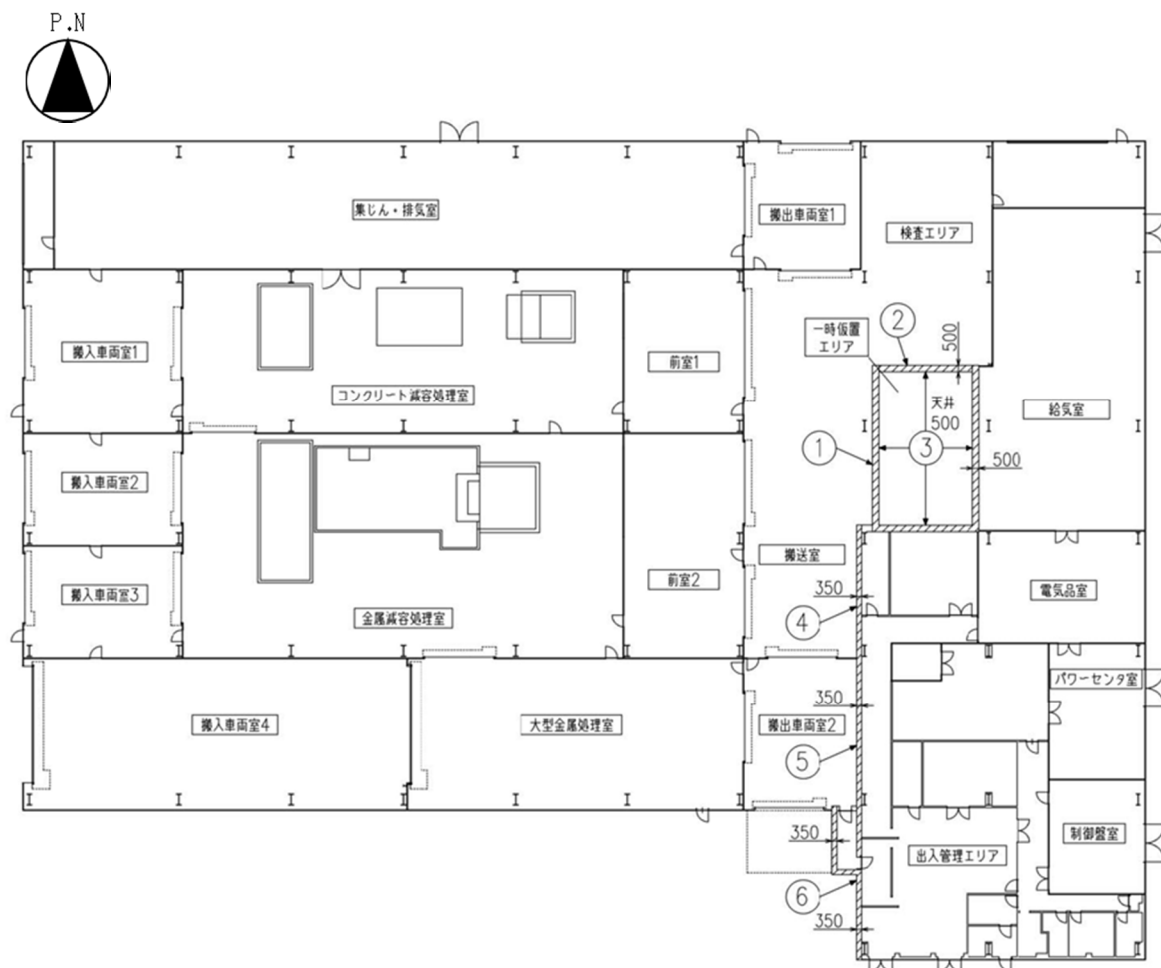 P.N
集じん・排気室
搬出車両室1
検査エリア
一時仮置
エリア
②
500
搬入車両室1
前室1
コンクリート減容処理室
天井
500
給気室
①
③
500
搬入車両室2
搬送室
搬入車両室3
前室2
350
電気品室
金属減容処理室
④
パワーセンタ室
350
搬入車両室4
大型金属処理室
搬出車両室2
⑤
350
制御盤室
出入管理エリア
⑥
350